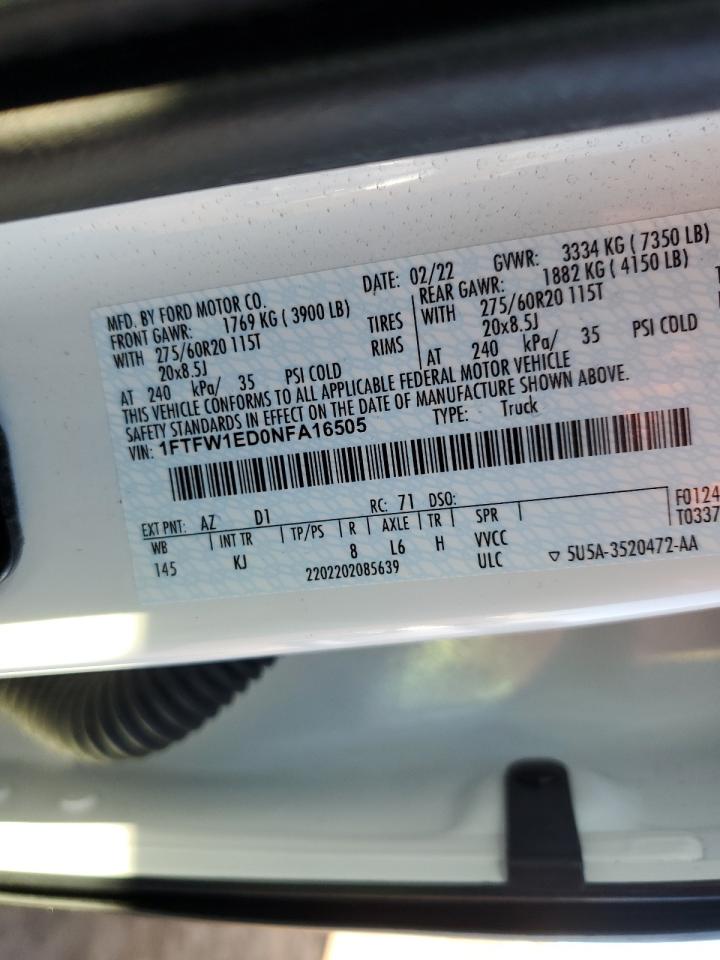 MFD. BY FORD MOTOR CO.
DATE: 02/22 GVWR: 3334 KG ( 7350 LB)
FRONT GAWR: 1769 KG ( 3900 LB)
REAR GAWR: 1882 KG ( 4150 LB)
WITH 275/60R20 115T TIRES
WITH 275/60R20 115T
20x8.5J RIMS
20x8.5J
AT 240 kPa/ 35 PSI COLD
AT 240 kPa/ 35 PSI COLD
THIS VEHICLE CONFORMS TO ALL APPLICABLE FEDERAL MOTOR VEHICLE
SAFETY STANDARDS IN EFFECT ON THE DATE OF MANUFACTURE SHOWN ABOVE.
VIN: 1FTFW1ED0NFA16505 TYPE: Truck
EXT PNT: AZ D1 RC: 71 DSO: F0124
WB INT TR TP/PS R AXLE TR SPR T0337
145 KJ 8 L6 H VVCC
2202202085639 ULC 5U5A-3520472-AA